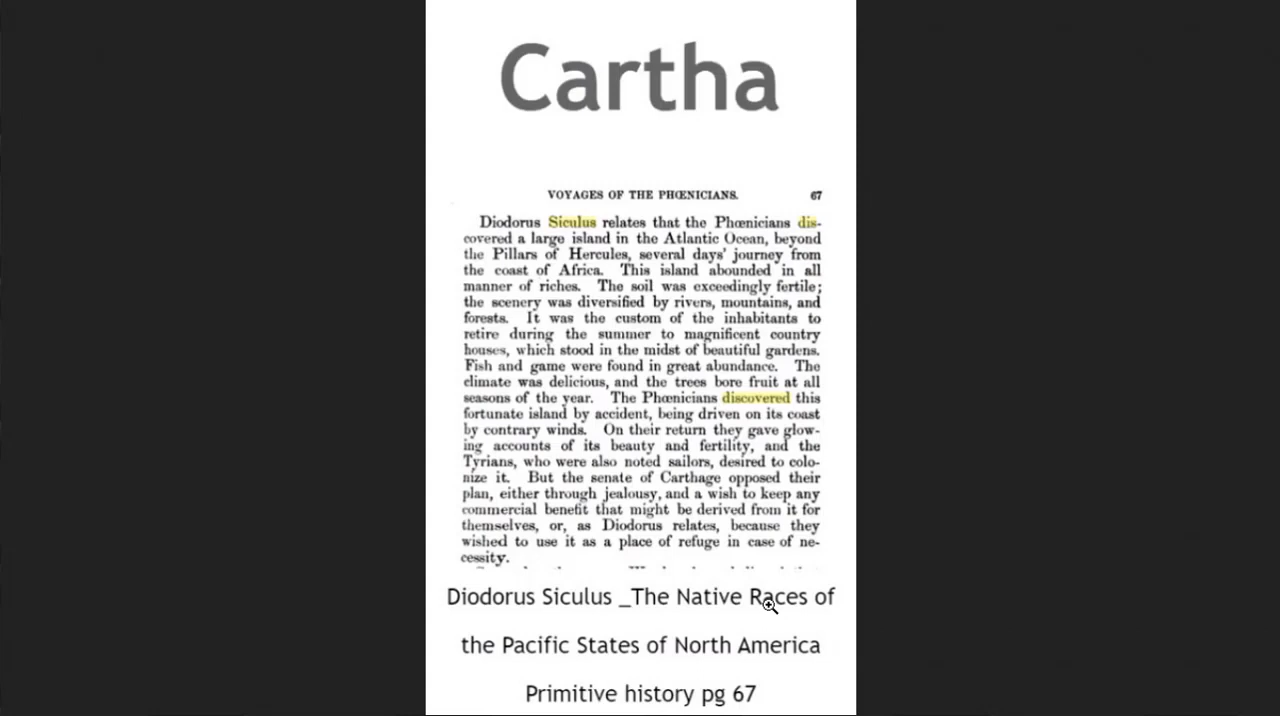 Cartha
VOYAGES OF THE PHŒNICIANS. 67
Diodorus Siculus relates that the Phœnicians dis-
covered a large island in the Atlantic Ocean, beyond
the Pillars of Hercules, several days' journey from
the coast of Africa. This island abounded in all
manner of riches. The soil was exceedingly fertile;
the scenery was diversified by rivers, mountains, and
forests. It was the custom of the inhabitants to
retire during the summer to magnificent country
houses, which stood in the midst of beautiful gardens.
Fish and game were found in great abundance. The
climate was delicious, and the trees bore fruit at all
seasons of the year. The Phœnicians discovered this
fortunate island by accident, being driven on its coast
by contrary winds. On their return they gave glow-
ing accounts of its beauty and fertility, and the
Tyrians, who were also noted sailors, desired to colo-
nize it. But the senate of Carthage opposed their
plan, either through jealousy, and a wish to keep any
commercial benefit that might be derived from it for
themselves, or, as Diodorus relates, because they
wished to use it as a place of refuge in case of ne-
cessity.
Diodorus Siculus _The Native Races of
the Pacific States of North America
Primitive history pg 67